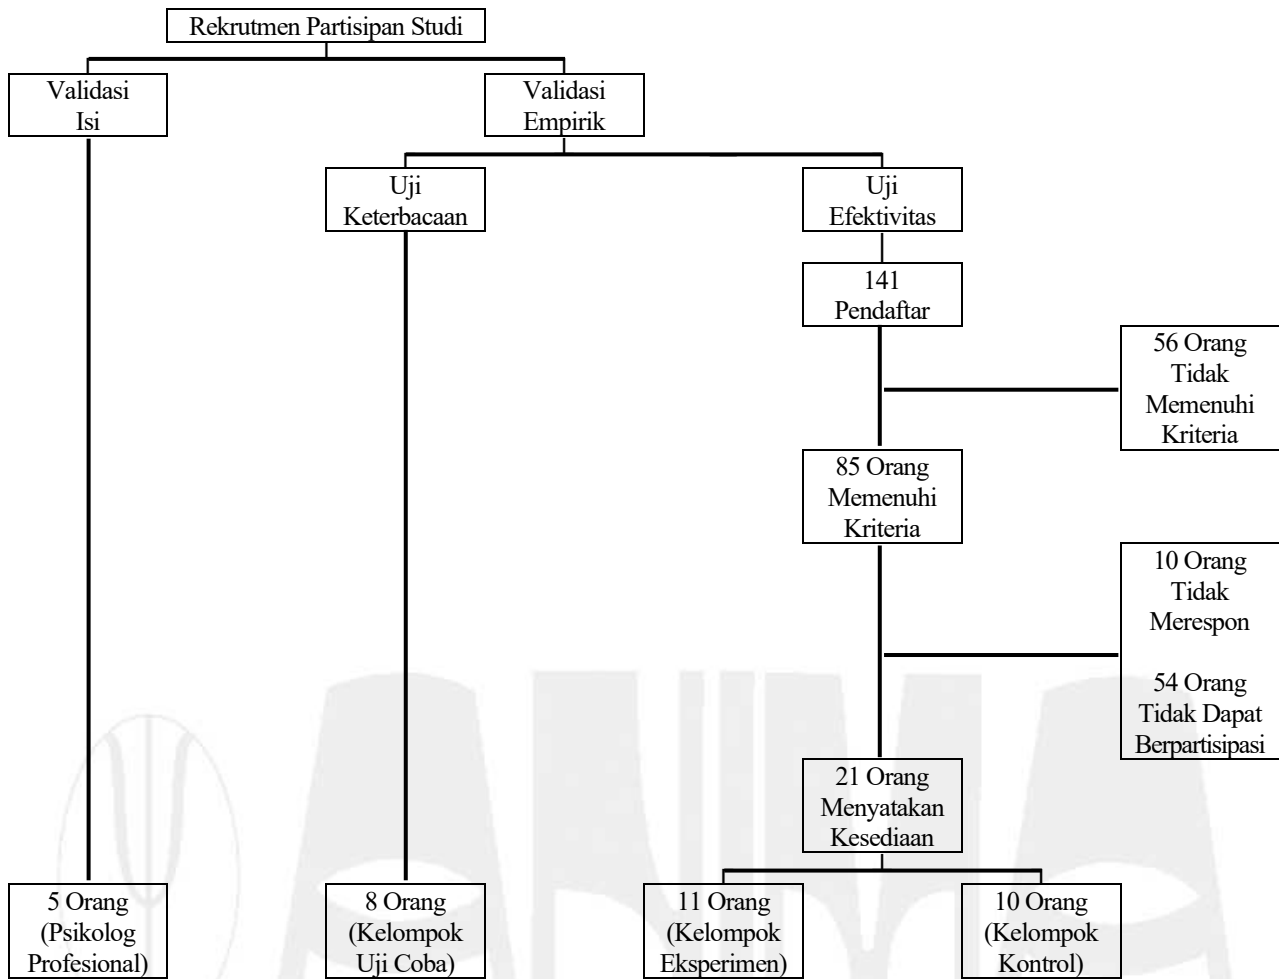 Rekrutmen Partisipan Studi
Validasi
Isi
Validasi
Empirik
Uji
Keterbacaan
Uji
Efektivitas
141
Pendaftar
56 Orang
Tidak
Memenuhi
Kriteria
85 Orang
Memenuhi
Kriteria
10 Orang
Tidak
Merespon
54 Orang
Tidak Dapat
Berpartisipasi
21 Orang
Menyatakan
Kesediaan
5 Orang
(Psikolog
Profesional)
8 Orang
(Kelompok
Uji Coba)
11 Orang
(Kelompok
Eksperimen)
10 Orang
(Kelompok
Kontrol)